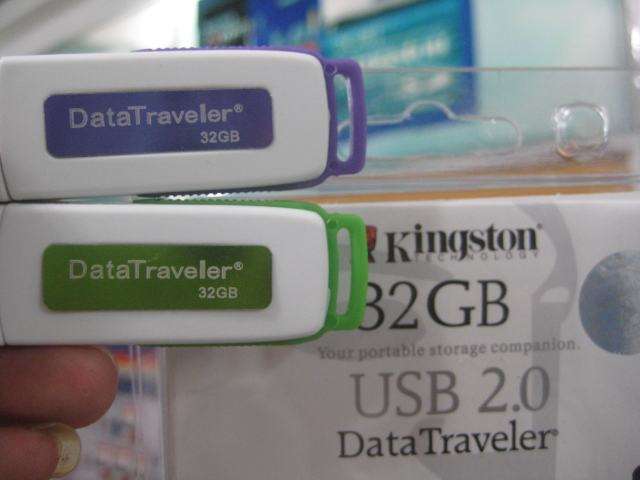 DataTraveler®
32GB
DataTraveler®
32GB
Kingston®
TECHNOLOGY
32GB
Your portable storage companion.
USB 2.0
DataTraveler®